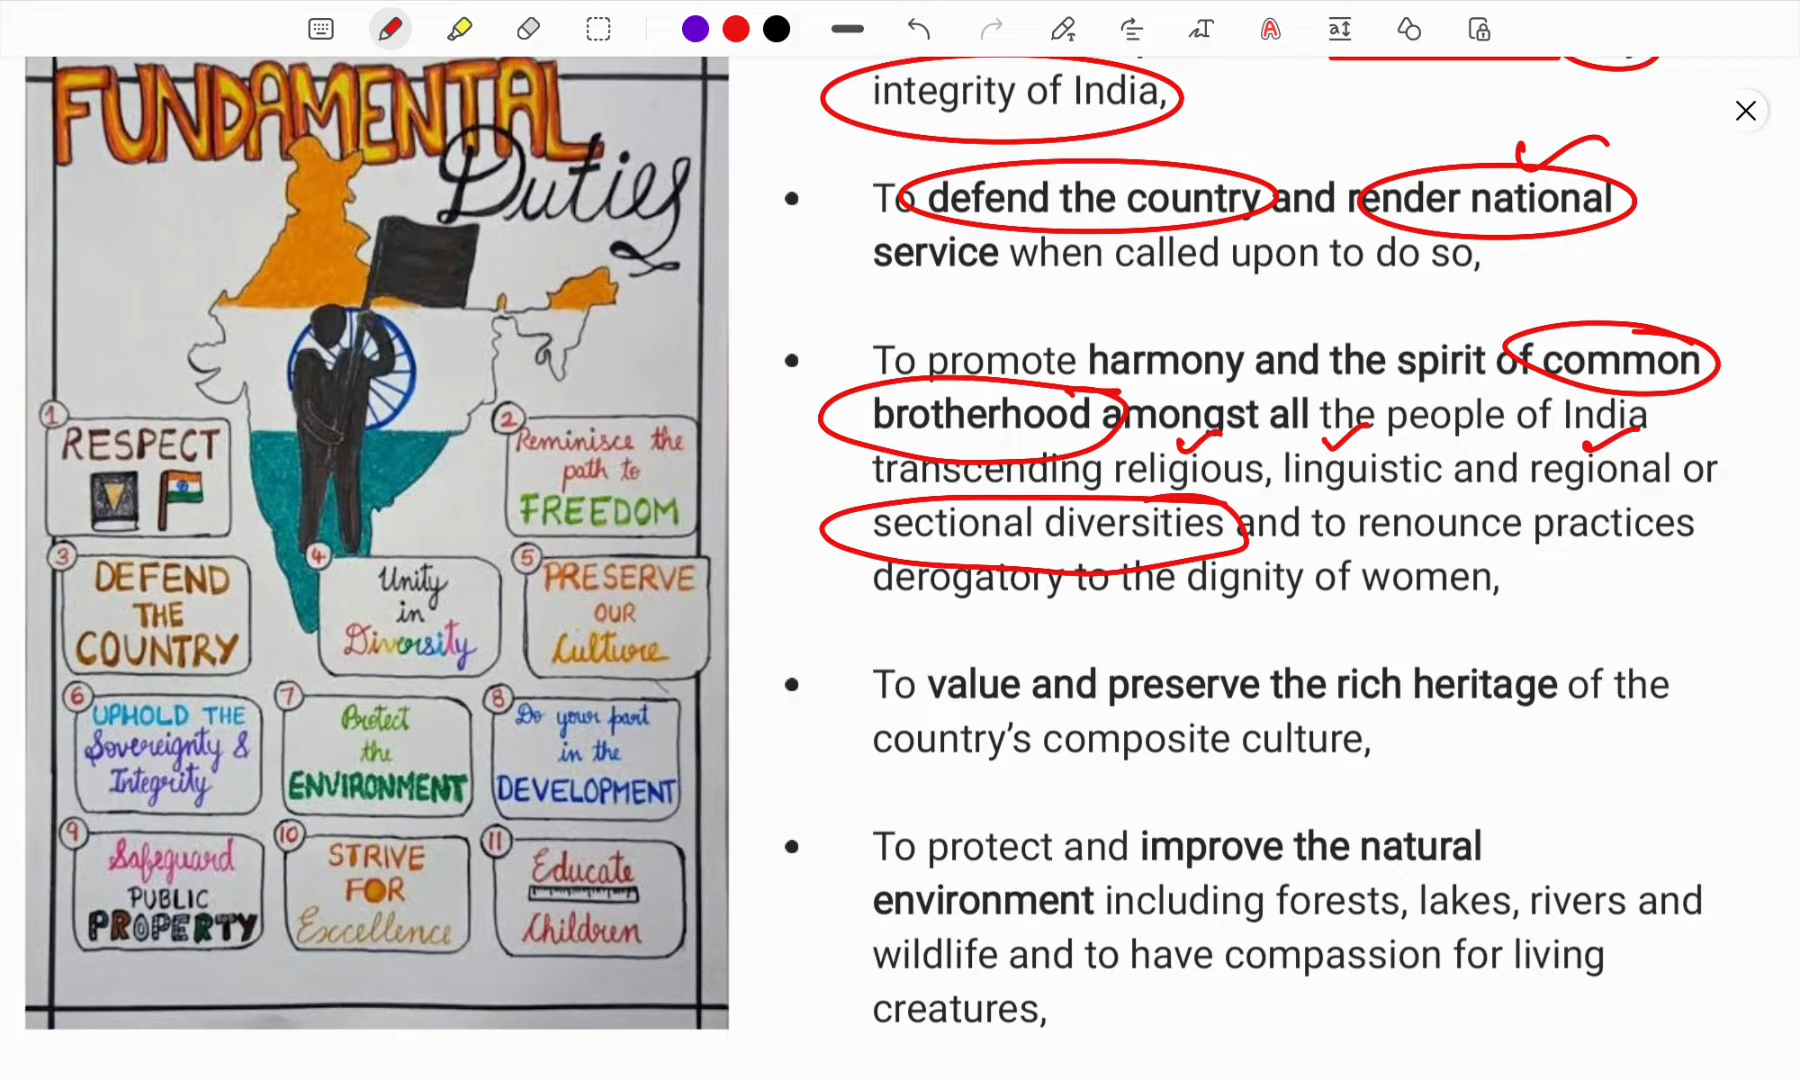 FUNDAMENTAL
Duties
1
RESPECT
2
Reminisce the
path to
FREEDOM
3
DEFEND
THE
COUNTRY
4
Unity
in
Diversity
5
PRESERVE
OUR
Culture
6
UPHOLD THE
Sovereignty &
Integrity
7
Protect
the
ENVIRONMENT
8
Do your part
in the
DEVELOPMENT
9
Safeguard
PUBLIC
PROPERTY
10
STRIVE
FOR
Excellence
11
Educate
Children
integrity of India,
• To defend the country and render national
service when called upon to do so,
• To promote harmony and the spirit of common
brotherhood amongst all the people of India
transcending religious, linguistic and regional or
sectional diversities and to renounce practices
derogatory to the dignity of women,
• To value and preserve the rich heritage of the
country's composite culture,
• To protect and improve the natural
environment including forests, lakes, rivers and
wildlife and to have compassion for living
creatures,